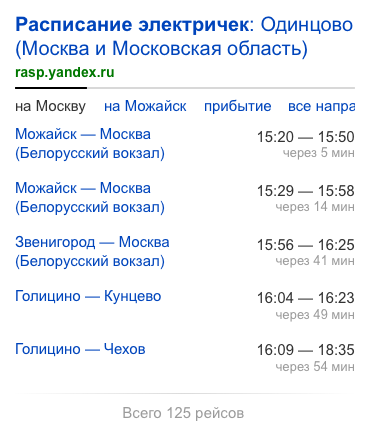 Расписание электричек: Одинцово
(Москва и Московская область)
rasp.yandex.ru
на Москву на Можайск прибытие все напра
Можайск — Москва 15:20 — 15:50
(Белорусский вокзал) через 5 мин
Можайск — Москва 15:29 — 15:58
(Белорусский вокзал) через 14 мин
Звенигород — Москва 15:56 — 16:25
(Белорусский вокзал) через 41 мин
Голицино — Кунцево 16:04 — 16:23
через 49 мин
Голицино — Чехов 16:09 — 18:35
через 54 мин
Всего 125 рейсов